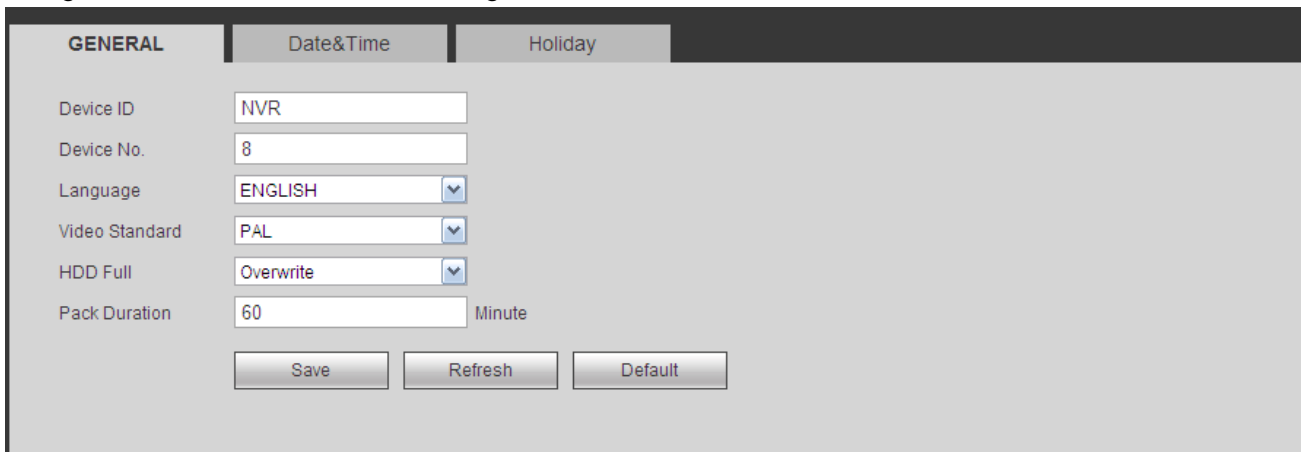 GENERAL Date&Time Holiday
Device ID NVR
Device No. 8
Language ENGLISH
Video Standard PAL
HDD Full Overwrite
Pack Duration 60 Minute
Save Refresh Default